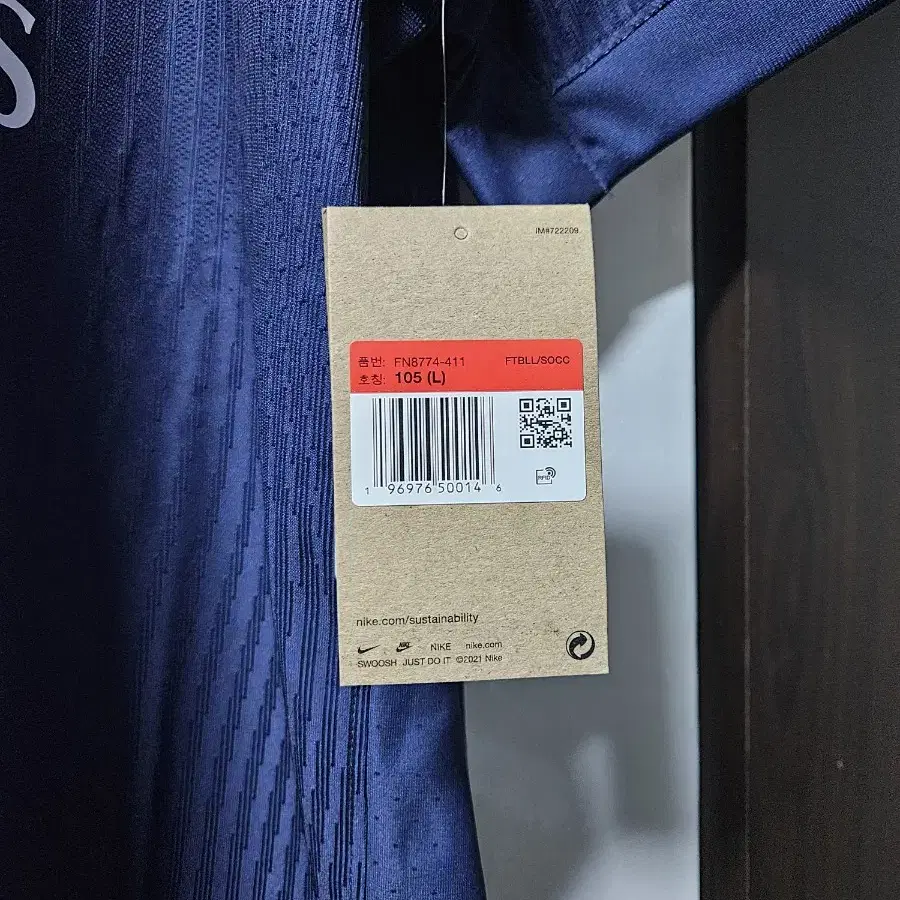 S
IM#722209
품번: FN8774-411 FTBLL/SOCC
호칭: 105 (L)
1 96976 50014 6
RFID
nike.com/sustainability
NIKE NIKE nike.com
SWOOSH JUST DO IT ©2021 Nike